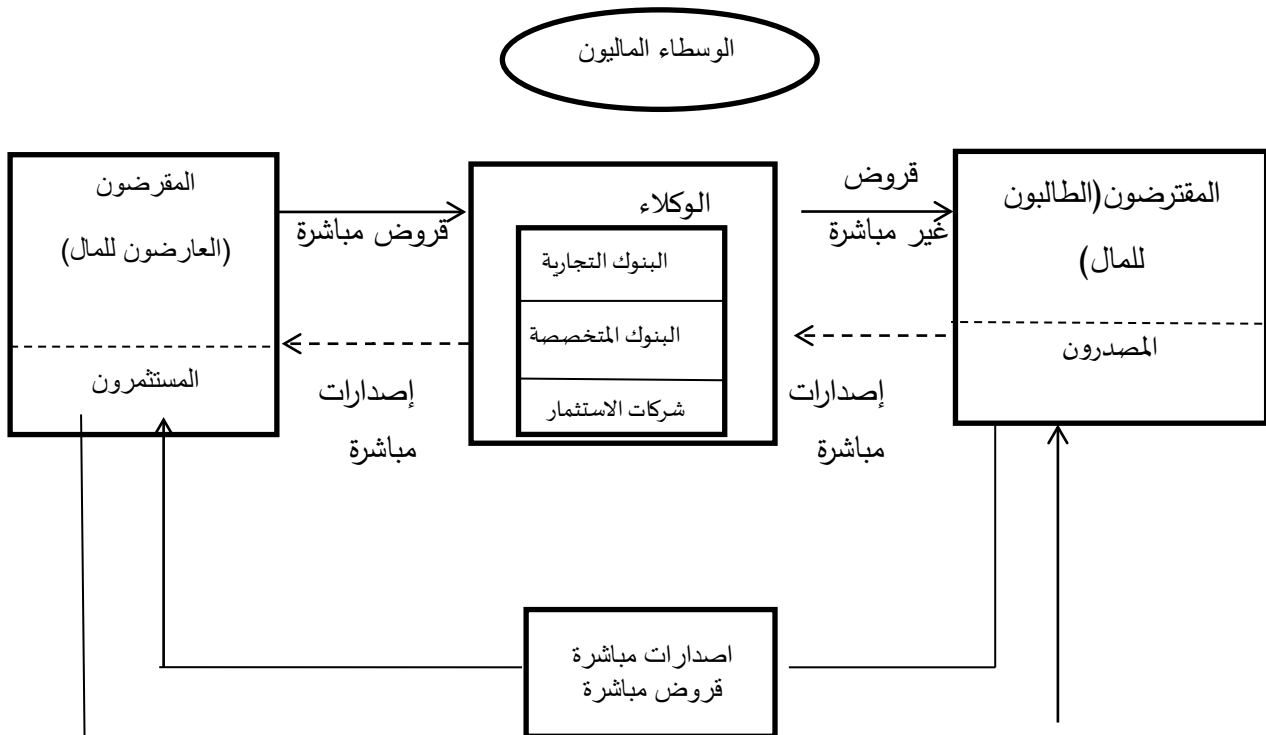 الوسطاء الماليون
المقترضون(الطالبون
للمال)
المصدرون
قروض
غير مباشرة
إصدارات
مباشرة
الوكلاء
البنوك التجارية
البنوك المتخصصة
شركات الاستثمار
قروض مباشرة
إصدارات
مباشرة
المقرضون
(العارضون للمال)
المستثمرون
اصدارات مباشرة
قروض مباشرة